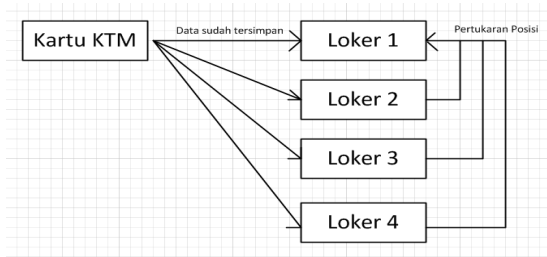 Kartu KTM
Data sudah tersimpan
Loker 1
Pertukaran Posisi
Loker 2
Loker 3
Loker 4